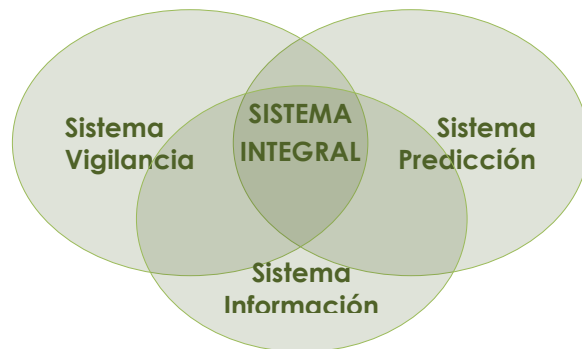 SISTEMA
INTEGRAL
Sistema
Vigilancia
Sistema
Predicción
Sistema
Información